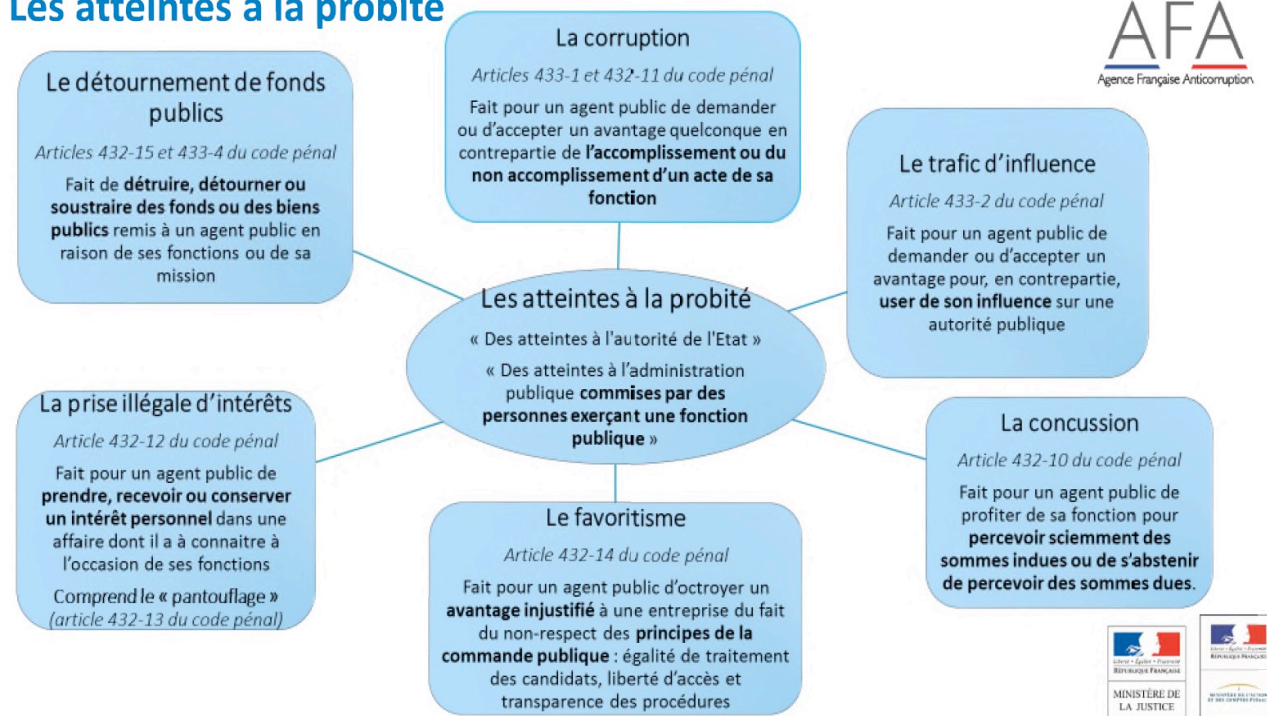 Les atteintes à la probité
AFA
Agence Française Anticorruption
La corruption
Articles 433-1 et 432-11 du code pénal
Fait pour un agent public de demander
ou d'accepter un avantage quelconque en
contrepartie de l'accomplissement ou du
non accomplissement d'un acte de sa
fonction
Le détournement de fonds
publics
Articles 432-15 et 433-4 du code pénal
Fait de détruire, détourner ou
soustraire des fonds ou des biens
publics remis à un agent public en
raison de ses fonctions ou de sa
mission
Le trafic d'influence
Article 433-2 du code pénal
Fait pour un agent public de
demander ou d'accepter un
avantage pour, en contrepartie,
user de son influence sur une
autorité publique
Les atteintes à la probité
« Des atteintes à l'autorité de l'Etat »
« Des atteintes à l'administration
publique commises par des
personnes exerçant une fonction
publique »
La prise illégale d'intérêts
Article 432-12 du code pénal
Fait pour un agent public de
prendre, recevoir ou conserver
un intérêt personnel dans une
affaire dont il a à connaitre à
l'occasion de ses fonctions
Comprend le « pantouflage »
(article 432-13 du code pénal)
Le favoritisme
Article 432-14 du code pénal
Fait pour un agent public d'octroyer un
avantage injustifié à une entreprise du fait
du non-respect des principes de la
commande publique : égalité de traitement
des candidats, liberté d'accès et
transparence des procédures
La concussion
Article 432-10 du code pénal
Fait pour un agent public de
profiter de sa fonction pour
percevoir sciemment des
sommes indues ou de s'abstenir
de percevoir des sommes dues.
RÉPUBLIQUE FRANÇAISE
MINISTÈRE DE
LA JUSTICE
RÉPUBLIQUE FRANÇAISE